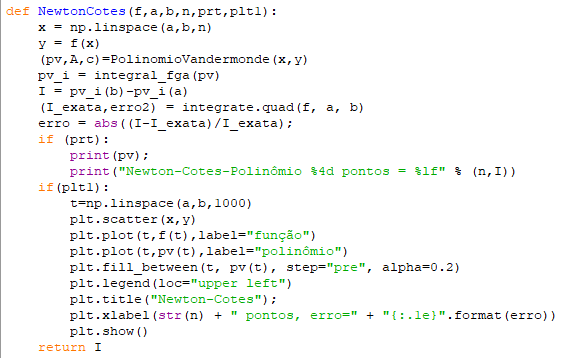 def NewtonCotes(f,a,b,n,prt,plt1):
    x = np.linspace(a,b,n)
    y = f(x)
    (pv,A,c)=PolinomioVandermonde(x,y)
    pv_i = integral_fga(pv)
    I = pv_i(b)-pv_i(a)
    (I_exata,erro2) = integrate.quad(f, a, b)
    erro = abs((I-I_exata)/I_exata);
    if (prt):
        print(pv);
        print("Newton-Cotes-Polinômio %4d pontos = %lf" % (n,I))
    if(plt1):
        t=np.linspace(a,b,1000)
        plt.scatter(x,y)
        plt.plot(t,f(t),label="função")
        plt.plot(t,pv(t),label="polinômio")
        plt.fill_between(t, pv(t), step="pre", alpha=0.2)
        plt.legend(loc="upper left")
        plt.title("Newton-Cotes");
        plt.xlabel(str(n) + " pontos, erro=" + "{:.1e}".format(erro))
        plt.show()
    return I